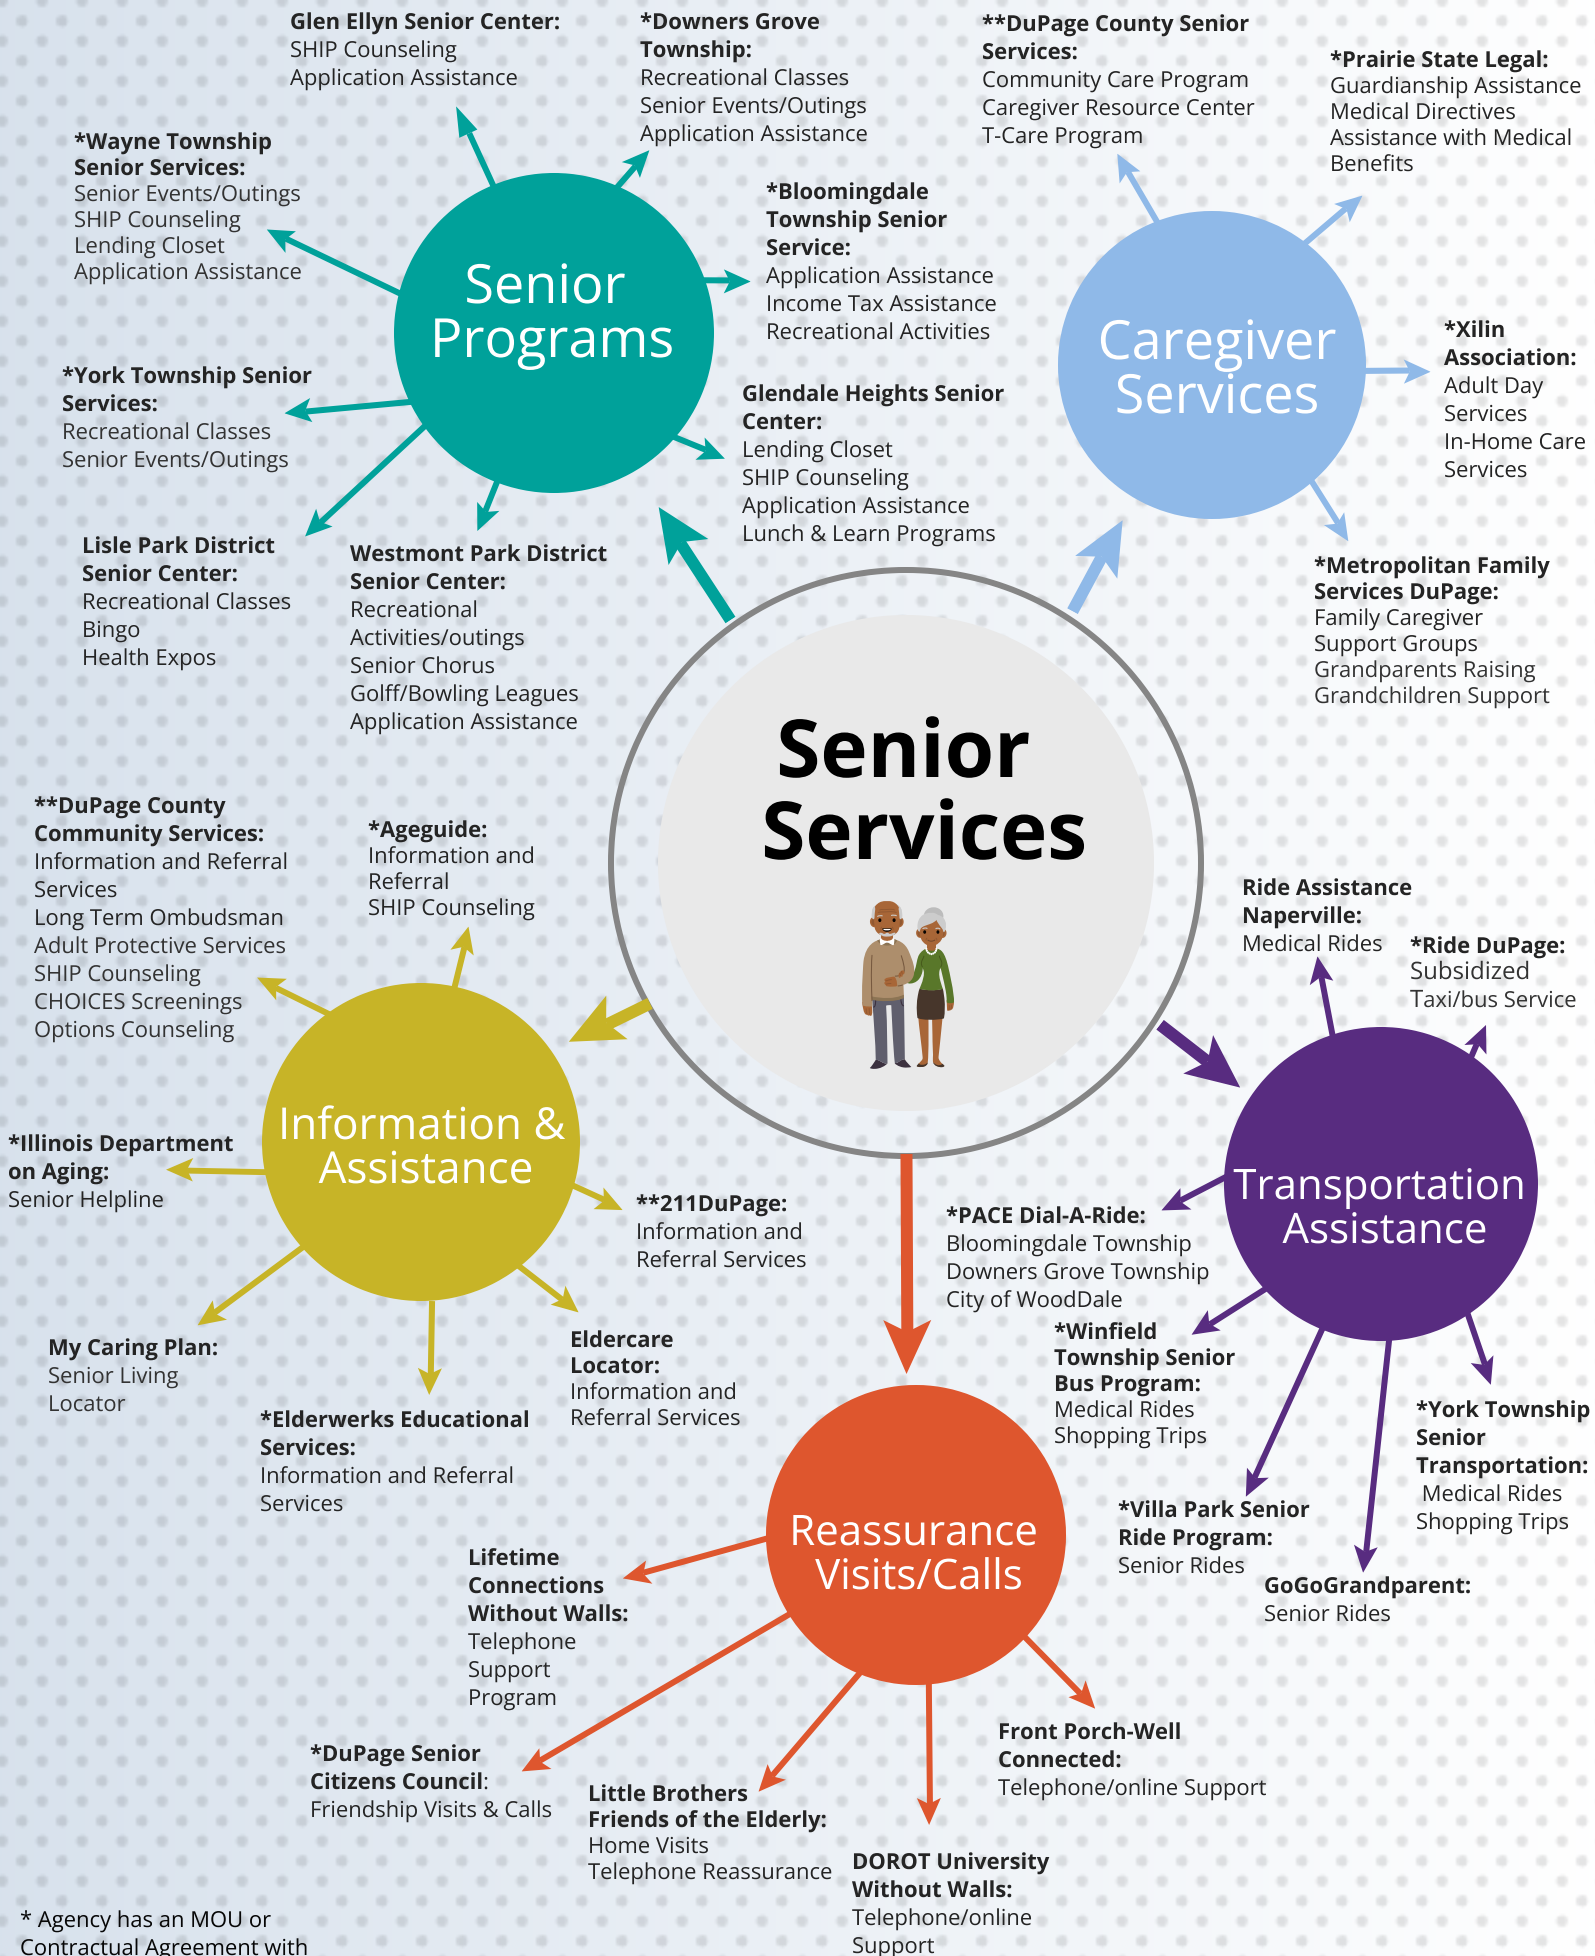 Glen Ellyn Senior Center:
SHIP Counseling
Application Assistance
*Downers Grove
Township:
Recreational Classes
Senior Events/Outings
Application Assistance
**DuPage County Senior
Services:
Community Care Program
Caregiver Resource Center
T-Care Program
*Prairie State Legal:
Guardianship Assistance
Medical Directives
Assistance with Medical
Benefits
*Wayne Township
Senior Services:
Senior Events/Outings
SHIP Counseling
Lending Closet
Application Assistance
*Bloomingdale
Township Senior
Service:
Application Assistance
Income Tax Assistance
Recreational Activities
Senior
Programs
Caregiver
Services
*Xilin
Association:
Adult Day
Services
In-Home Care
Services
*York Township Senior
Services:
Recreational Classes
Senior Events/Outings
Glendale Heights Senior
Center:
Lending Closet
SHIP Counseling
Application Assistance
Lunch & Learn Programs
Lisle Park District
Senior Center:
Recreational Classes
Bingo
Health Expos
Westmont Park District
Senior Center:
Recreational
Activities/outings
Senior Chorus
Golff/Bowling Leagues
Application Assistance
*Metropolitan Family
Services DuPage:
Family Caregiver
Support Groups
Grandparents Raising
Grandchildren Support
Senior
Services
**DuPage County
Community Services:
Information and Referral
Services
Long Term Ombudsman
Adult Protective Services
SHIP Counseling
CHOICES Screenings
Options Counseling
*Ageguide:
Information and
Referral
SHIP Counseling
Ride Assistance
Naperville:
Medical Rides
*Ride DuPage:
Subsidized
Taxi/bus Service
Information &
Assistance
*Illinois Department
on Aging:
Senior Helpline
**211DuPage:
Information and
Referral Services
Transportation
Assistance
*PACE Dial-A-Ride:
Bloomingdale Township
Downers Grove Township
City of WoodDale
My Caring Plan:
Senior Living
Locator
*Elderwerks Educational
Services:
Information and Referral
Services
Eldercare
Locator:
Information and
Referral Services
*Winfield
Township Senior
Bus Program:
Medical Rides
Shopping Trips
*York Township
Senior
Transportation:
Medical Rides
Shopping Trips
*Villa Park Senior
Ride Program:
Senior Rides
GoGoGrandparent:
Senior Rides
Reassurance
Visits/Calls
Lifetime
Connections
Without Walls:
Telephone
Support
Program
*DuPage Senior
Citizens Council:
Friendship Visits & Calls
Little Brothers
Friends of the Elderly:
Home Visits
Telephone Reassurance
Front Porch-Well
Connected:
Telephone/online Support
DOROT University
Without Walls:
Telephone/online
Support
* Agency has an MOU or
Contractual Agreement with